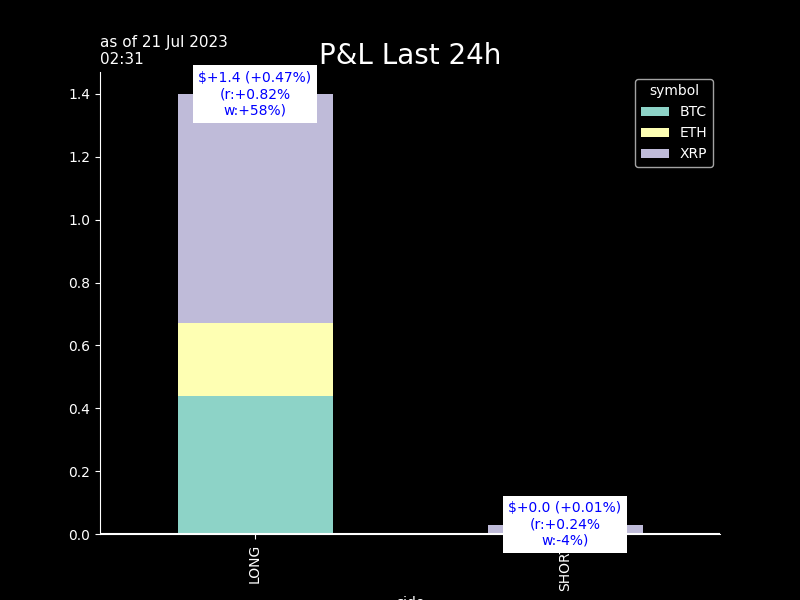 as of 21 Jul 2023
02:31
P&L Last 24h
$+1.4 (+0.47%)
(r:+0.82%
w:+58%)
symbol
BTC
ETH
XRP
1.4
1.2
1.0
0.8
0.6
0.4
0.2
0.0
$+0.0 (+0.01%)
(r:+0.24%
w:-4%)
LONG
SHORT
side